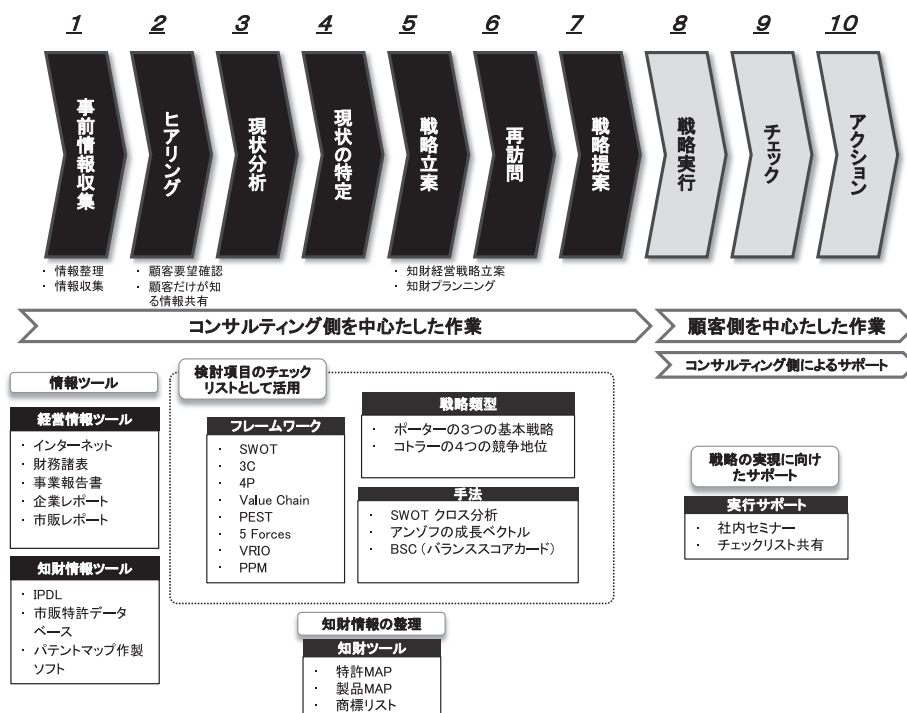 1
2
3
4
5
6
7
8
9
10
事前情報収集
ヒアリング
現状分析
現状の特定
戦略立案
再訪問
戦略提案
戦略実行
チェック
アクション
・ 情報整理
・ 情報収集
・ 顧客要望確認
・ 顧客だけが知
る情報共有
・ 知財経営戦略立案
・ 知財プランニング
コンサルティング側を中心たした作業
顧客側を中心たした作業
コンサルティング側によるサポート
情報ツール
経営情報ツール
・ インターネット
・ 財務諸表
・ 事業報告書
・ 企業レポート
・ 市販レポート
知財情報ツール
・ IPDL
・ 市販特許データ
ベース
・ パテントマップ作製
ソフト
検討項目のチェック
リストとして活用
フレームワーク
・ SWOT
・ 3C
・ 4P
・ Value Chain
・ PEST
・ 5 Forces
・ VRIO
・ PPM
戦略類型
・ ポーターの3つの基本戦略
・ コトラーの4つの競争地位
手法
・ SWOT クロス分析
・ アンゾフの成長ベクトル
・ BSC（バランススコアカード）
知財情報の整理
知財ツール
・ 特許MAP
・ 製品MAP
・ 商標リスト
戦略の実現に向け
たサポート
実行サポート
・ 社内セミナー
・ チェックリスト共有